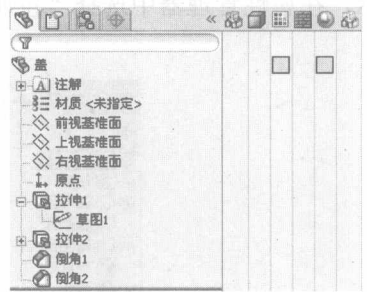 盖
注解
材质 <未指定>
前视基准面
上视基准面
右视基准面
原点
拉伸1
草图1
拉伸2
倒角1
倒角2